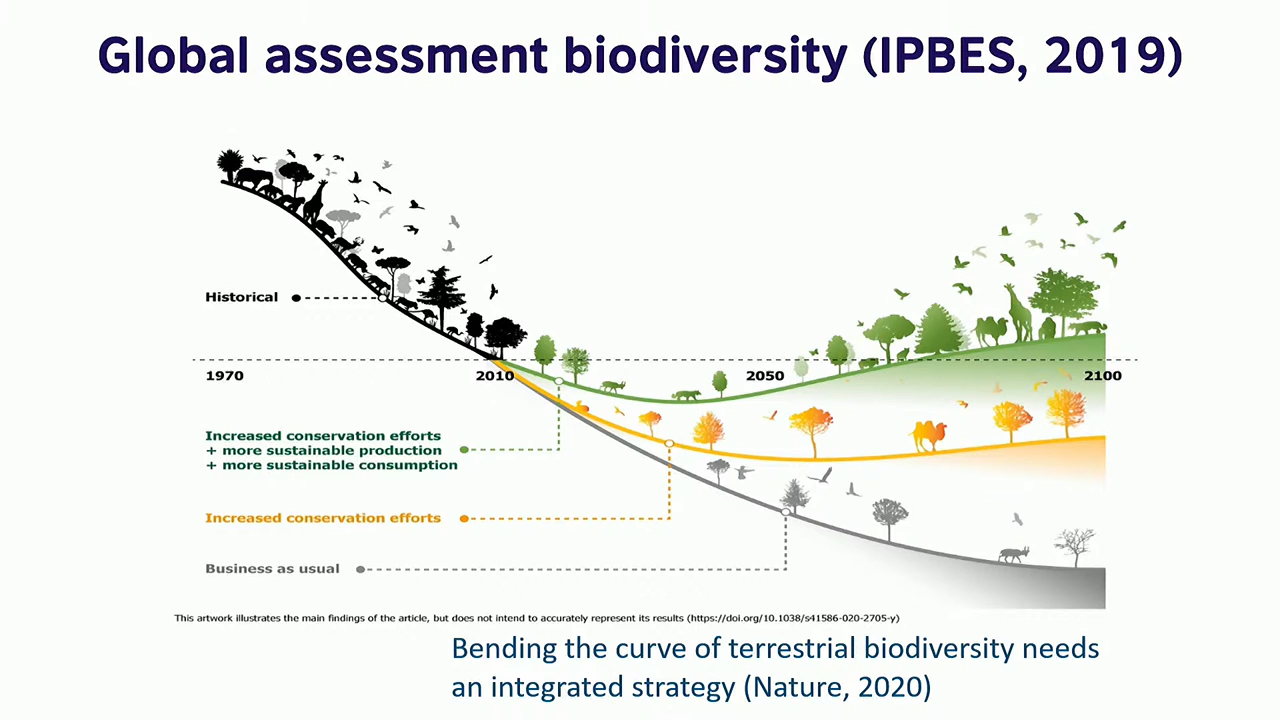 Global assessment biodiversity (IPBES, 2019)
Historical
1970
2010
2050
2100
Increased conservation efforts
+ more sustainable production
+ more sustainable consumption
Increased conservation efforts
Business as usual
This artwork illustrates the main findings of the article, but does not intend to accurately represent its results (https://doi.org/10.1038/s41586-020-2705-y)
Bending the curve of terrestrial biodiversity needs
an integrated strategy (Nature, 2020)